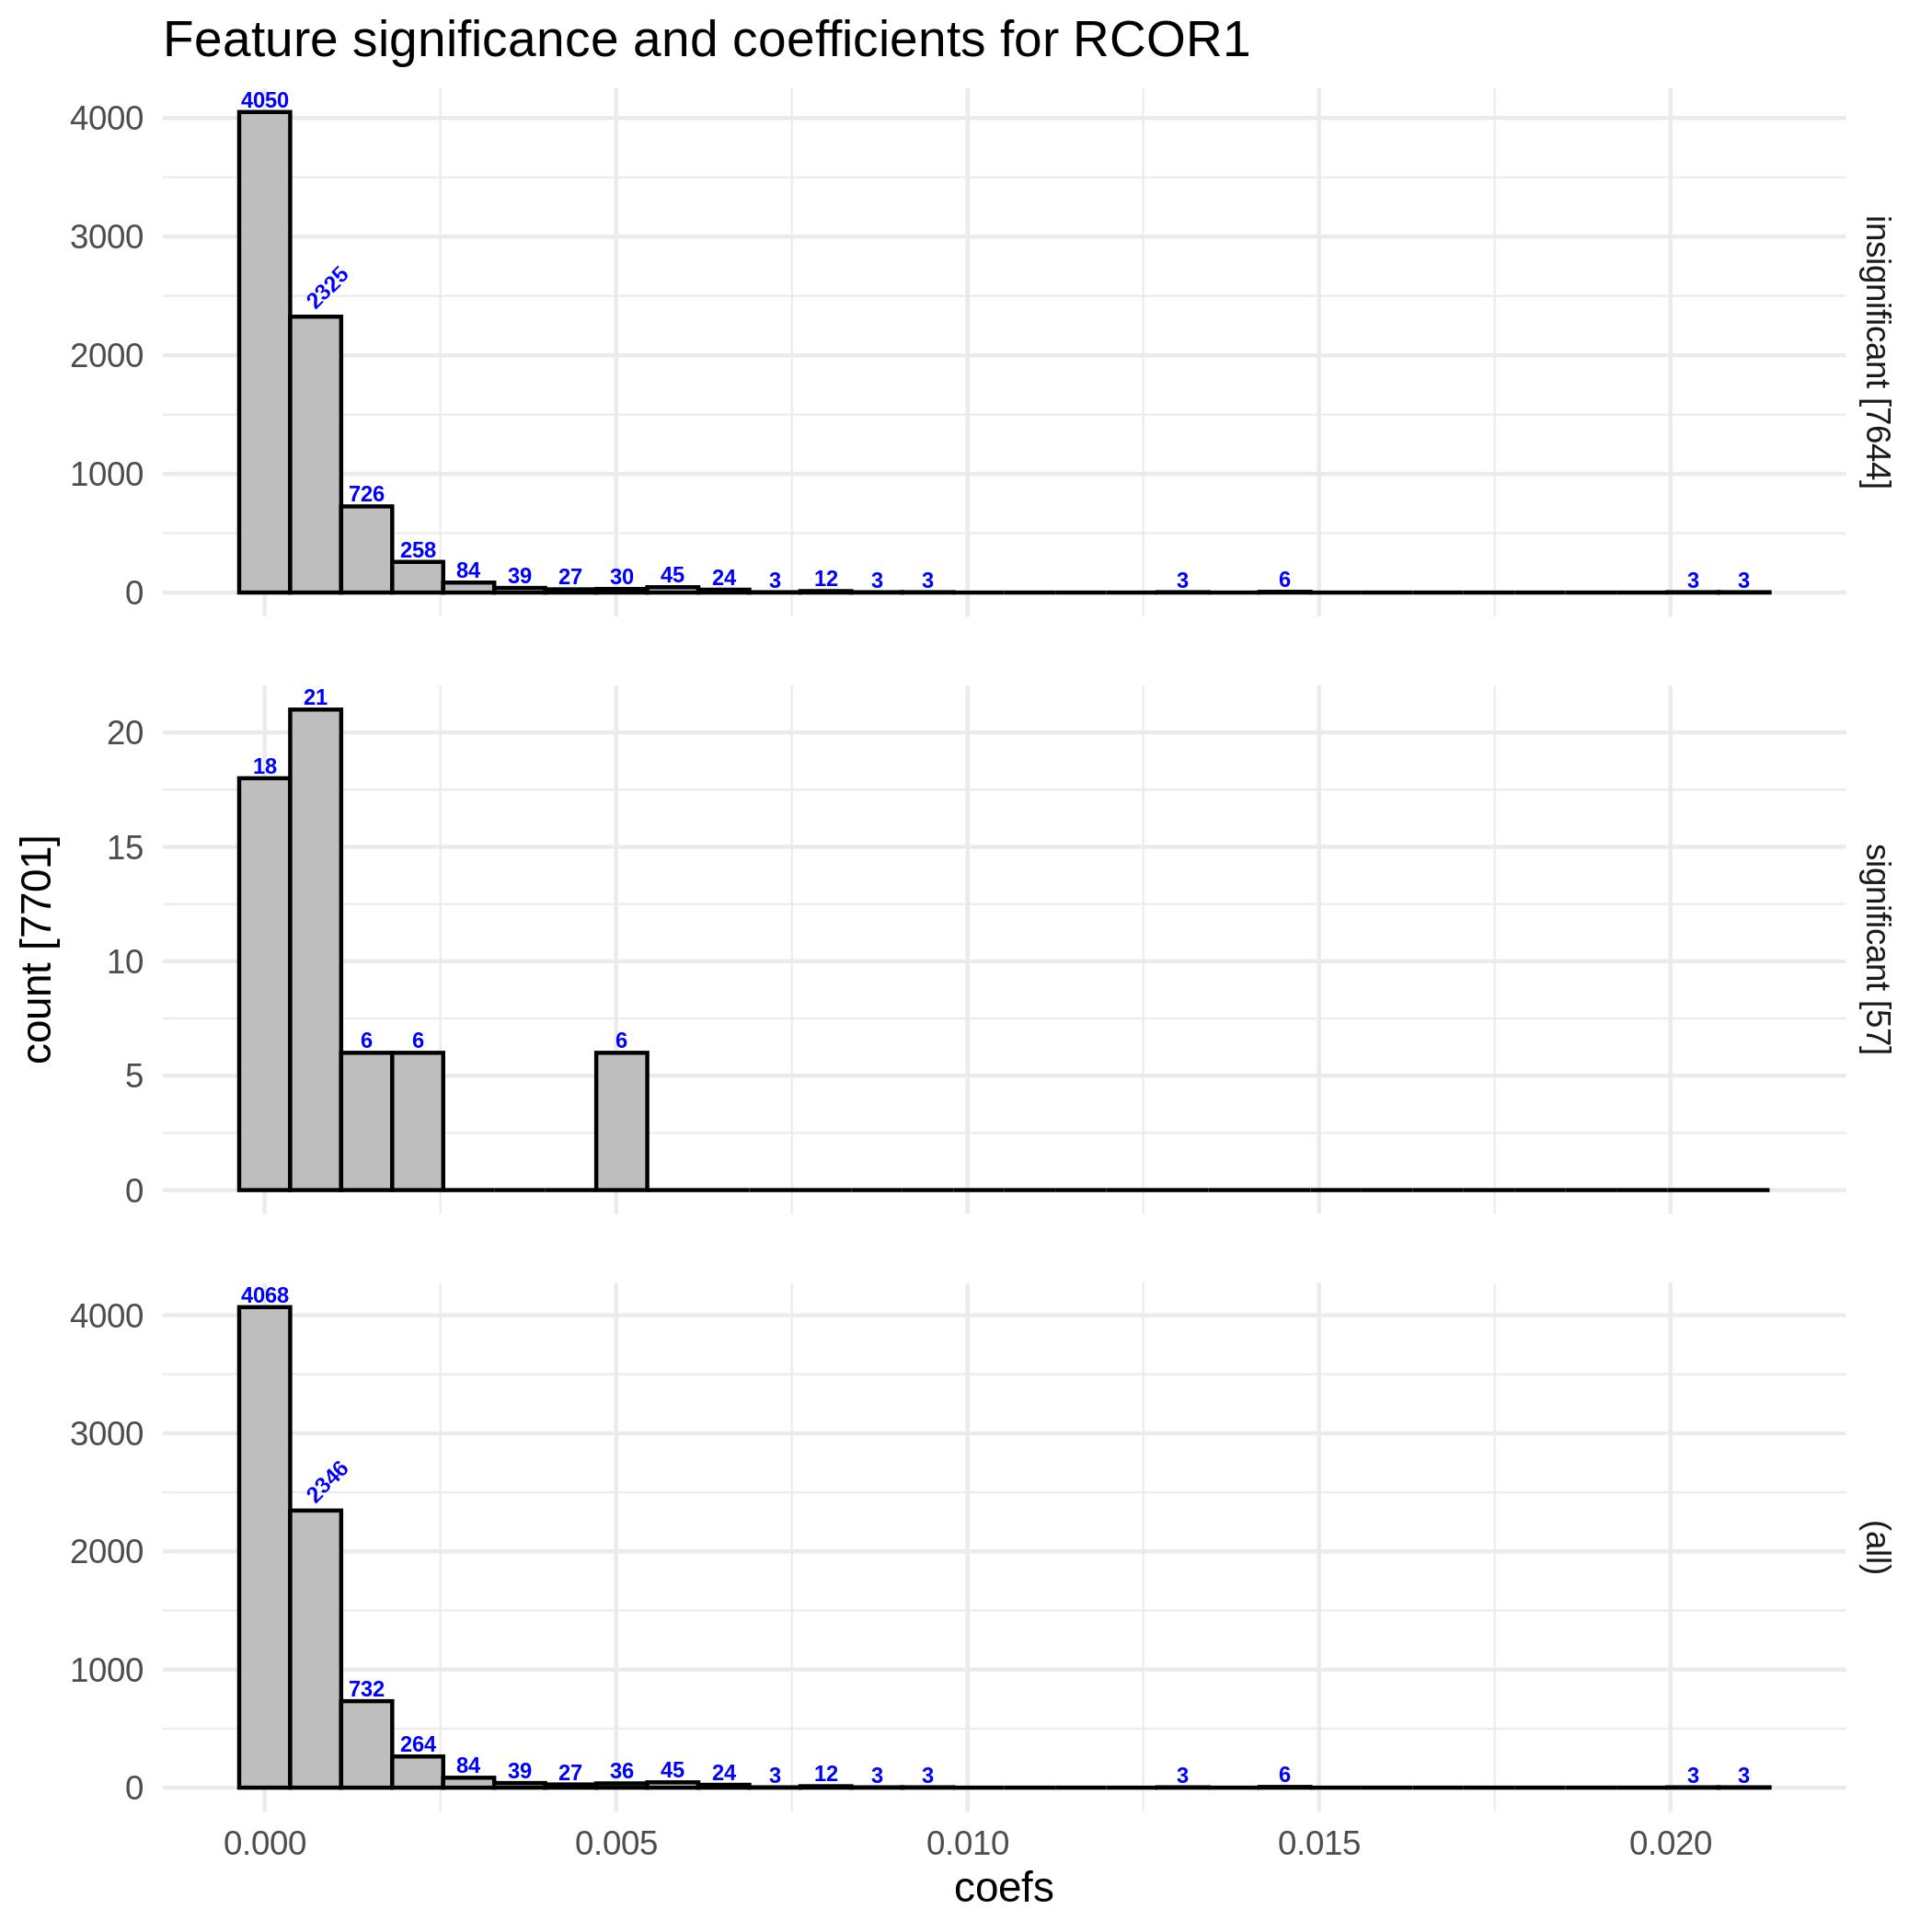 Feature significance and coefficients for RCOR1
4050
4000
3000
2325
2000
1000
726
258
84 39 27 30 45 24 3 12 3 3 3 6 3 3
0
insignificant [7644]
21
20
18
15
10
6 6 6
5
0
significant [57]
count [7701]
4068
4000
3000
2346
2000
1000
732
264
84 39 27 36 45 24 3 12 3 3 3 6 3 3
0
(all)
0.000 0.005 0.010 0.015 0.020
coefs